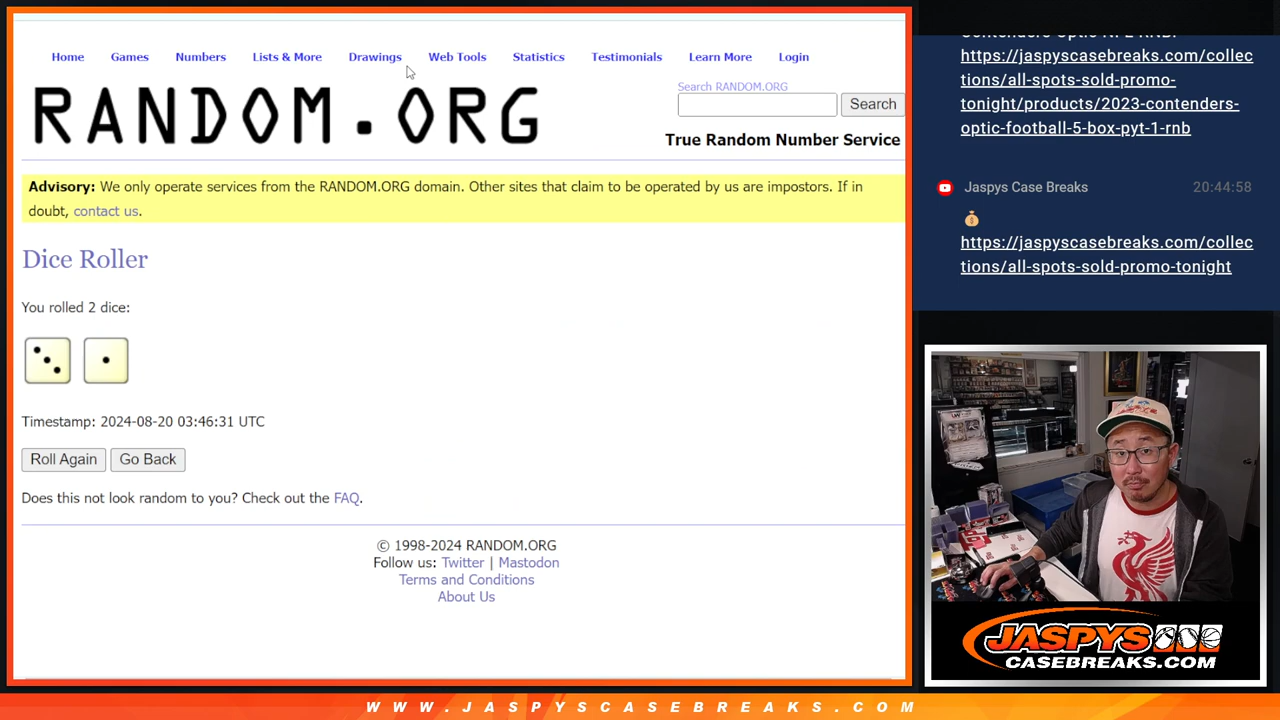 Home Games Numbers Lists & More Drawings Web Tools Statistics Testimonials Learn More Login
RANDOM.ORG
Search RANDOM.ORG
Search
True Random Number Service
Advisory: We only operate services from the RANDOM.ORG domain. Other sites that claim to be operated by us are impostors. If in
doubt, contact us.
Dice Roller
You rolled 2 dice:
Timestamp: 2024-08-20 03:46:31 UTC
Roll Again Go Back
Does this not look random to you? Check out the FAQ.
© 1998-2024 RANDOM.ORG
Follow us: Twitter | Mastodon
Terms and Conditions
About Us
https://jaspyscasebreaks.com/collec
tions/all-spots-sold-promo-
tonight/products/2023-contenders-
optic-football-5-box-pyt-1-rnb
Jaspys Case Breaks 20:44:58
https://jaspyscasebreaks.com/collec
tions/all-spots-sold-promo-tonight
JASPYS
CASEBREAKS.COM
WWW.JASPYSCASEBREAKS.COM